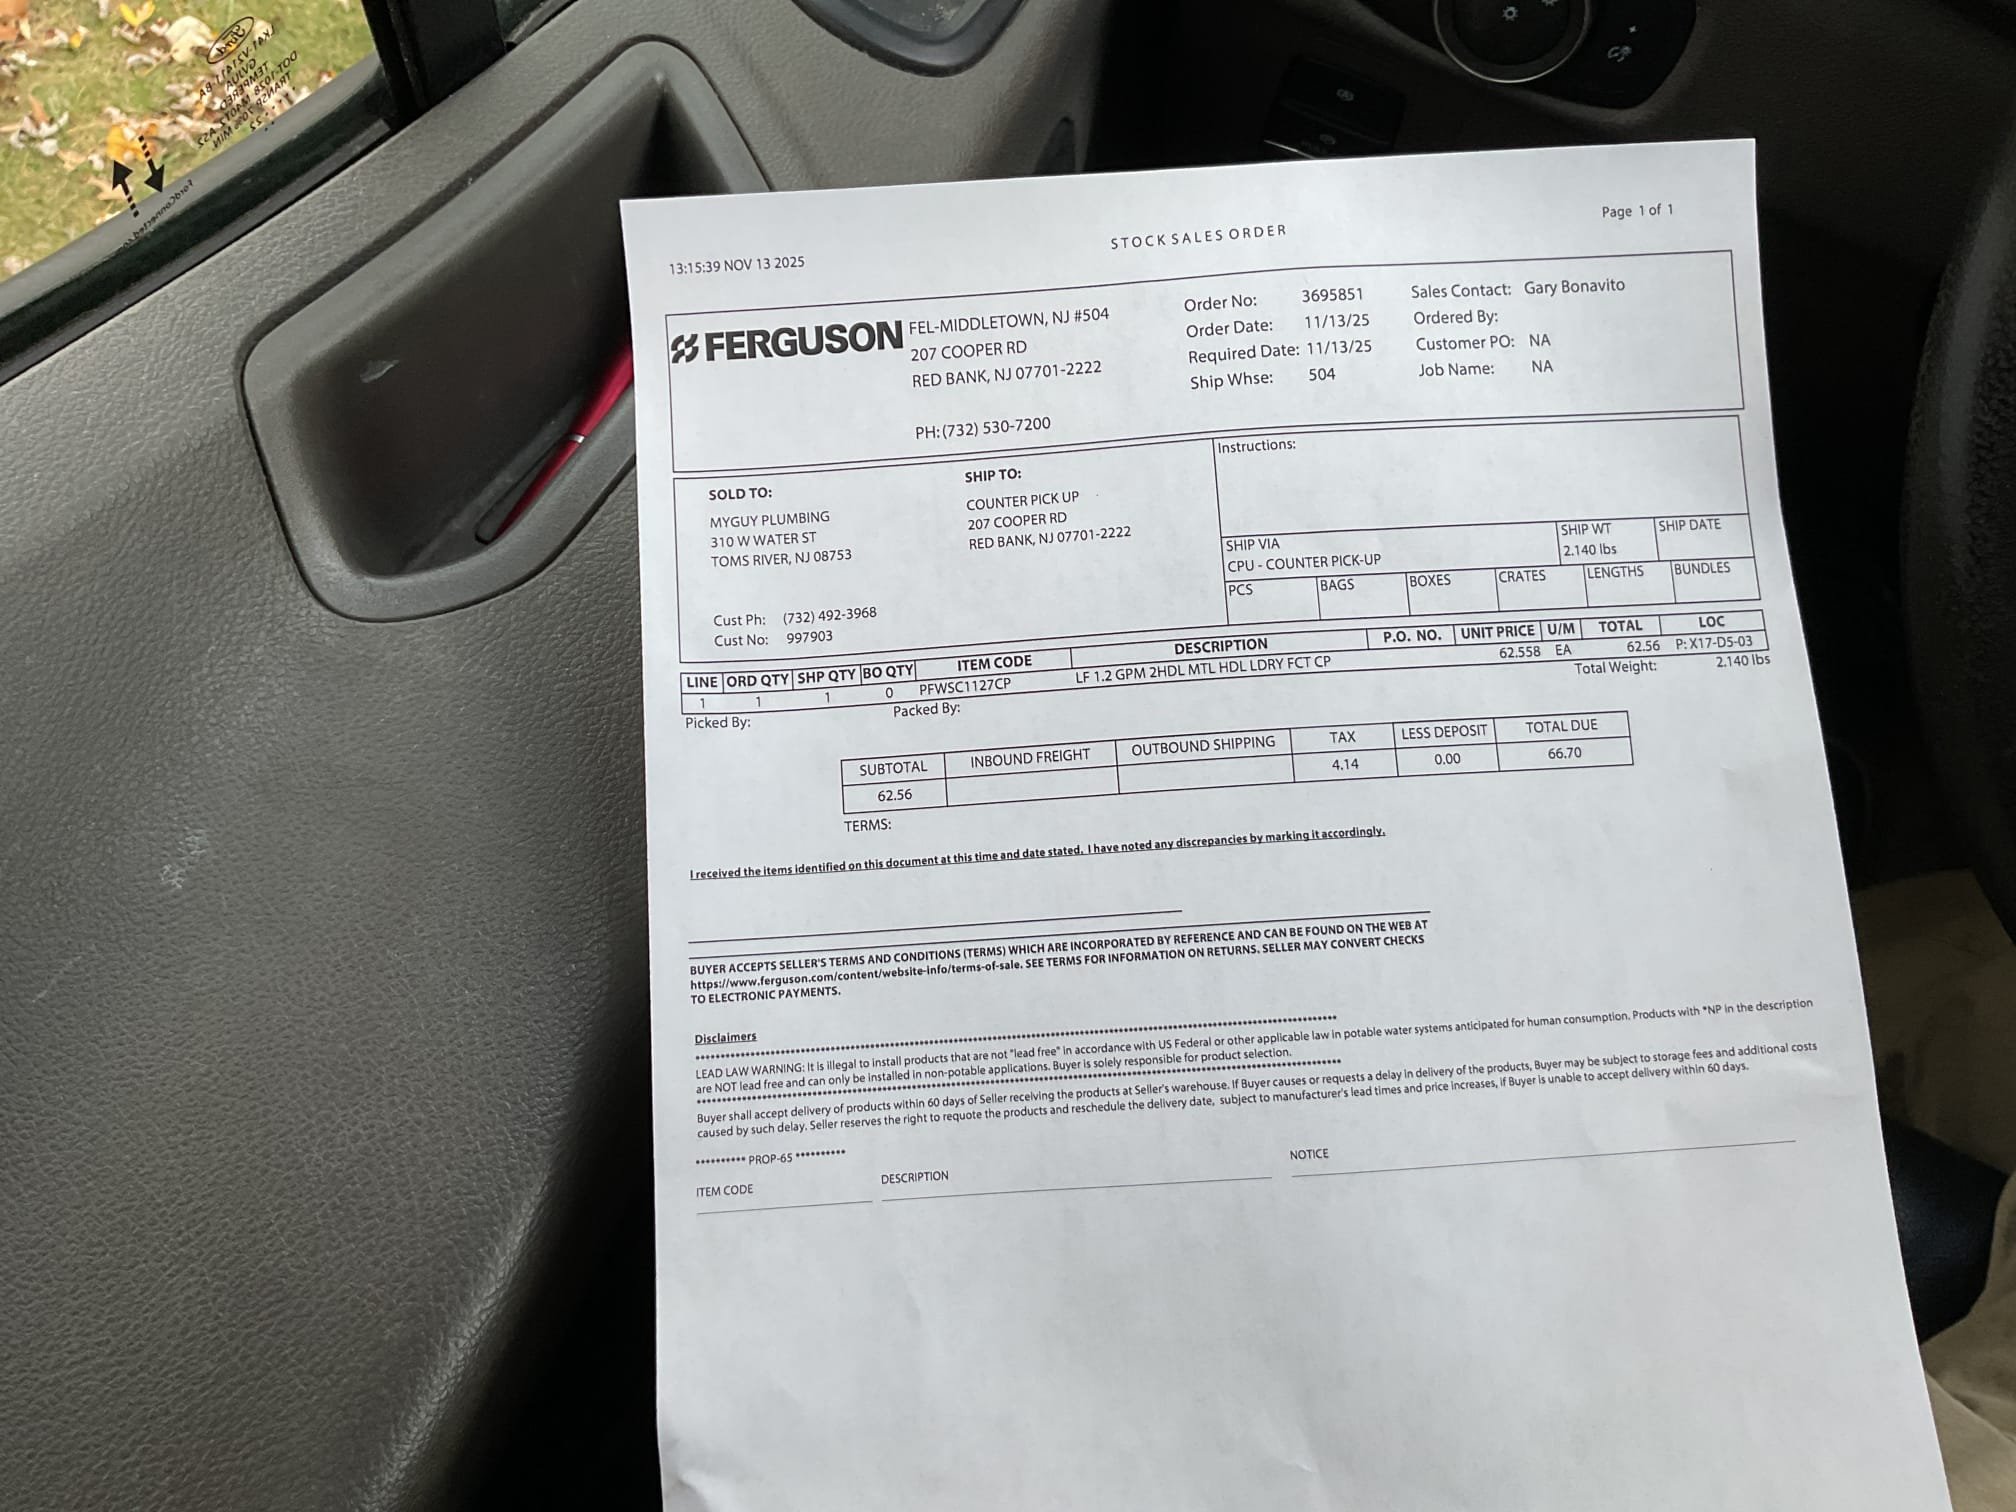 13:15:39 NOV 13 2025
STOCK SALES ORDER
Page 1 of 1
FERGUSON
FEL-MIDDLETOWN, NJ #504
207 COOPER RD
RED BANK, NJ 07701-2222
PH:(732) 530-7200
Order No: 3695851
Order Date: 11/13/25
Required Date: 11/13/25
Ship Whse: 504
Sales Contact: Gary Bonavito
Ordered By:
Customer PO: NA
Job Name: NA
SOLD TO:
MYGUY PLUMBING
310 W WATER ST
TOMS RIVER, NJ 08753
Cust Ph: (732) 492-3968
Cust No: 997903
SHIP TO:
COUNTER PICK UP
207 COOPER RD
RED BANK, NJ 07701-2222
Instructions:
SHIP VIA
CPU - COUNTER PICK-UP
SHIP WT
2.140 lbs
SHIP DATE
PCS BAGS BOXES CRATES LENGTHS BUNDLES
LINE ORD QTY SHP QTY BO QTY ITEM CODE DESCRIPTION P.O. NO. UNIT PRICE U/M TOTAL LOC
1 1 1 0 PFWSC1127CP LF 1.2 GPM 2HDL MTL HDL LDRY FCT CP 62.558 EA 62.56 P: X17-D5-03
Picked By: Packed By: Total Weight: 2.140 lbs
SUBTOTAL INBOUND FREIGHT OUTBOUND SHIPPING TAX LESS DEPOSIT TOTAL DUE
62.56 4.14 0.00 66.70
TERMS:
I received the items identified on this document at this time and date stated. I have noted any discrepancies by marking it accordingly.
BUYER ACCEPTS SELLER'S TERMS AND CONDITIONS (TERMS) WHICH ARE INCORPORATED BY REFERENCE AND CAN BE FOUND ON THE WEB AT
https://www.ferguson.com/content/website-info/terms-of-sale. SEE TERMS FOR INFORMATION ON RETURNS. SELLER MAY CONVERT CHECKS
TO ELECTRONIC PAYMENTS.
Disclaimers
LEAD LAW WARNING: It is illegal to install products that are not "lead free" in accordance with US Federal or other applicable law in potable water systems anticipated for human consumption. Products with *NP in the description
are NOT lead free and can only be installed in non-potable applications. Buyer is solely responsible for product selection.
Buyer shall accept delivery of products within 60 days of Seller receiving the products at Seller's warehouse. If Buyer causes or requests a delay in delivery of the products, Buyer may be subject to storage fees and additional costs
caused by such delay. Seller reserves the right to requote the products and reschedule the delivery date, subject to manufacturer's lead times and price increases, if Buyer is unable to accept delivery within 60 days.
********** PROP-65 **********
ITEM CODE DESCRIPTION NOTICE